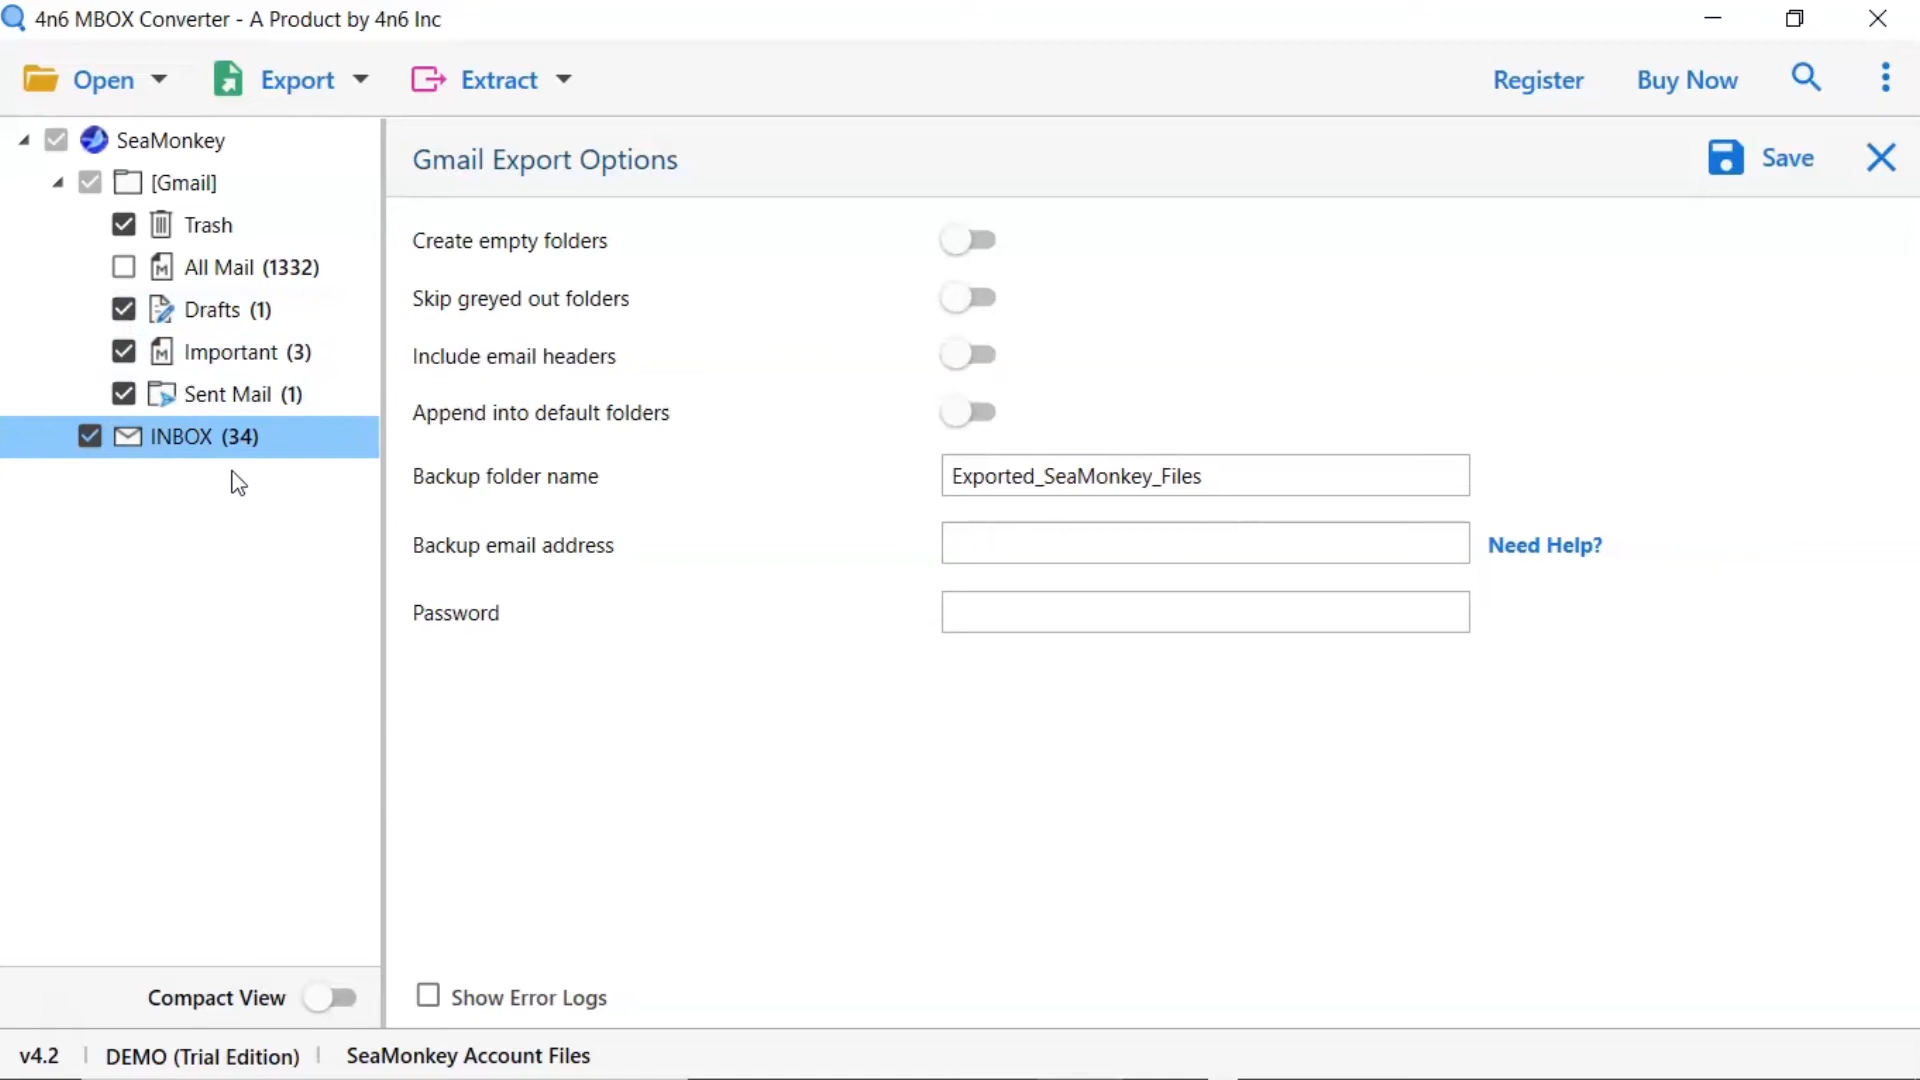 4n6 MBOX Converter - A Product by 4n6 Inc
Open Export Extract Register Buy Now
SeaMonkey
[Gmail]
Trash
All Mail (1332)
Drafts (1)
Important (3)
Sent Mail (1)
INBOX (34)
Compact View
Gmail Export Options Save
Create empty folders
Skip greyed out folders
Include email headers
Append into default folders
Backup folder name Exported_SeaMonkey_Files
Backup email address Need Help?
Password
Show Error Logs
v4.2 DEMO (Trial Edition) SeaMonkey Account Files